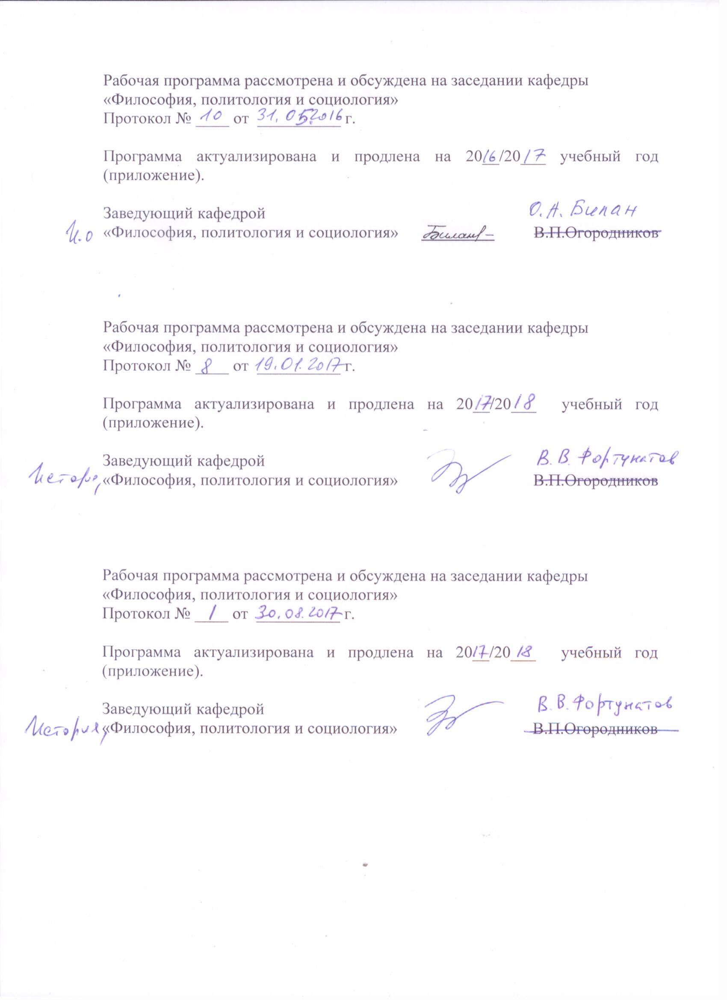 Рабочая программа рассмотрена и обсуждена на заседании кафедры
«Философия, политология и социология»
Протокол № 10 от 31.05.2016 г.
Программа актуализирована и продлена на 2016/2017 учебный год
(приложение).
Заведующий кафедрой О.А. Билан
И.о «Философия, политология и социология» Билан В.П.Огородников
Рабочая программа рассмотрена и обсуждена на заседании кафедры
«Философия, политология и социология»
Протокол № 8 от 19.01.2017 г.
Программа актуализирована и продлена на 2017/2018 учебный год
(приложение).
Заведующий кафедрой В.В. Фортунатов
«Философия, политология и социология» В.П.Огородников
Рабочая программа рассмотрена и обсуждена на заседании кафедры
«Философия, политология и социология»
Протокол № 1 от 30.08.2017 г.
Программа актуализирована и продлена на 2017/2018 учебный год
(приложение).
Заведующий кафедрой В.В. Фортунатов
История, «Философия, политология и социология» В.П.Огородников